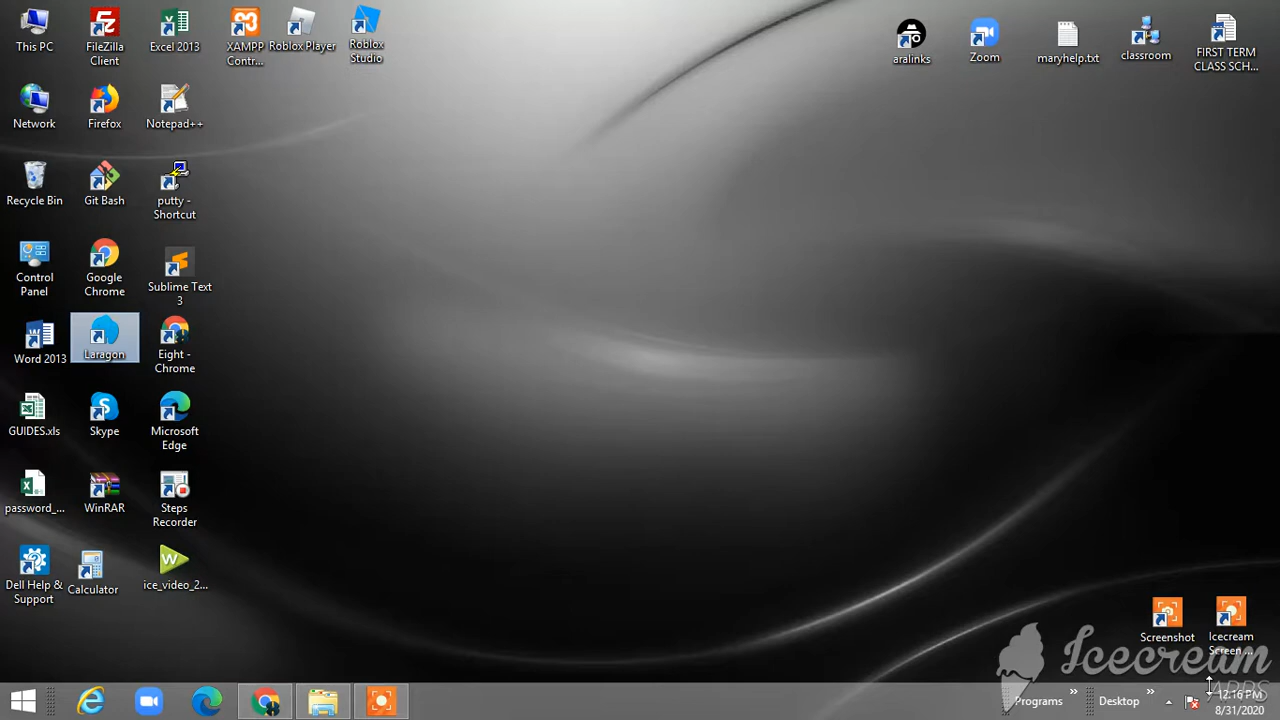 This PC
FileZilla
Client
Excel 2013
XAMPP
Contr...
Roblox Player
Roblox
Studio
aralinks
Zoom
maryhelp.txt
classroom
FIRST TERM
CLASS SCH...
Network
Firefox
Notepad++
Recycle Bin
Git Bash
putty -
Shortcut
Control
Panel
Google
Chrome
Sublime Text
3
Word 2013
Laragon
Eight -
Chrome
GUIDES.xls
Skype
Microsoft
Edge
password_...
WinRAR
Steps
Recorder
Dell Help &
Support
Calculator
ice_video_2...
Screenshot
Icecream
Screen ...
Icecream
APPS
Programs
»
Desktop
»
12:16 PM
8/31/2020